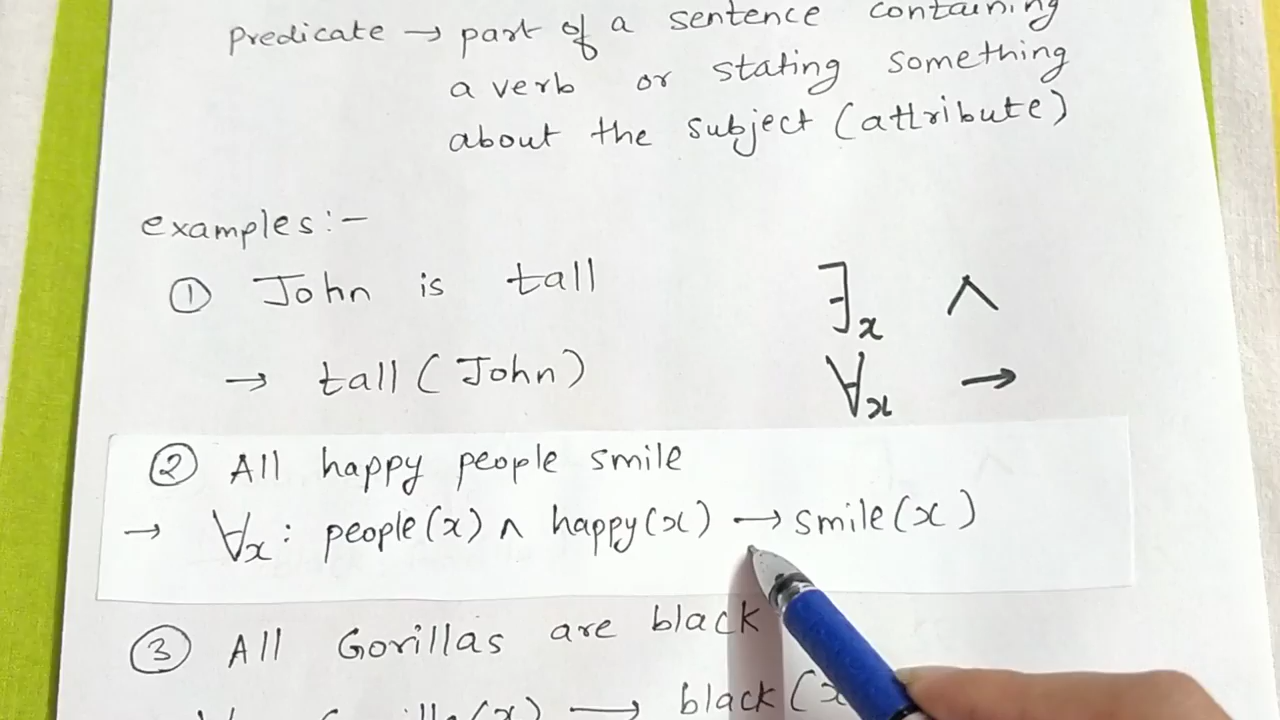 Predicate → part of a sentence containing
a verb or stating something
about the subject (attribute)
examples:-
① John is tall
→ tall (John)
∃x ∧
∀x →
② All happy people smile
→ ∀x: people(x) ∧ happy(x) → smile(x)
③ All Gorillas are black
(x) → black(x